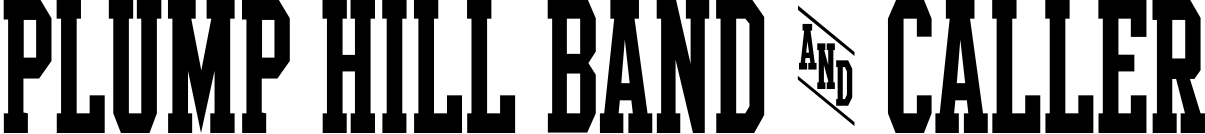 PLUMP HILL BAND AND CALLER